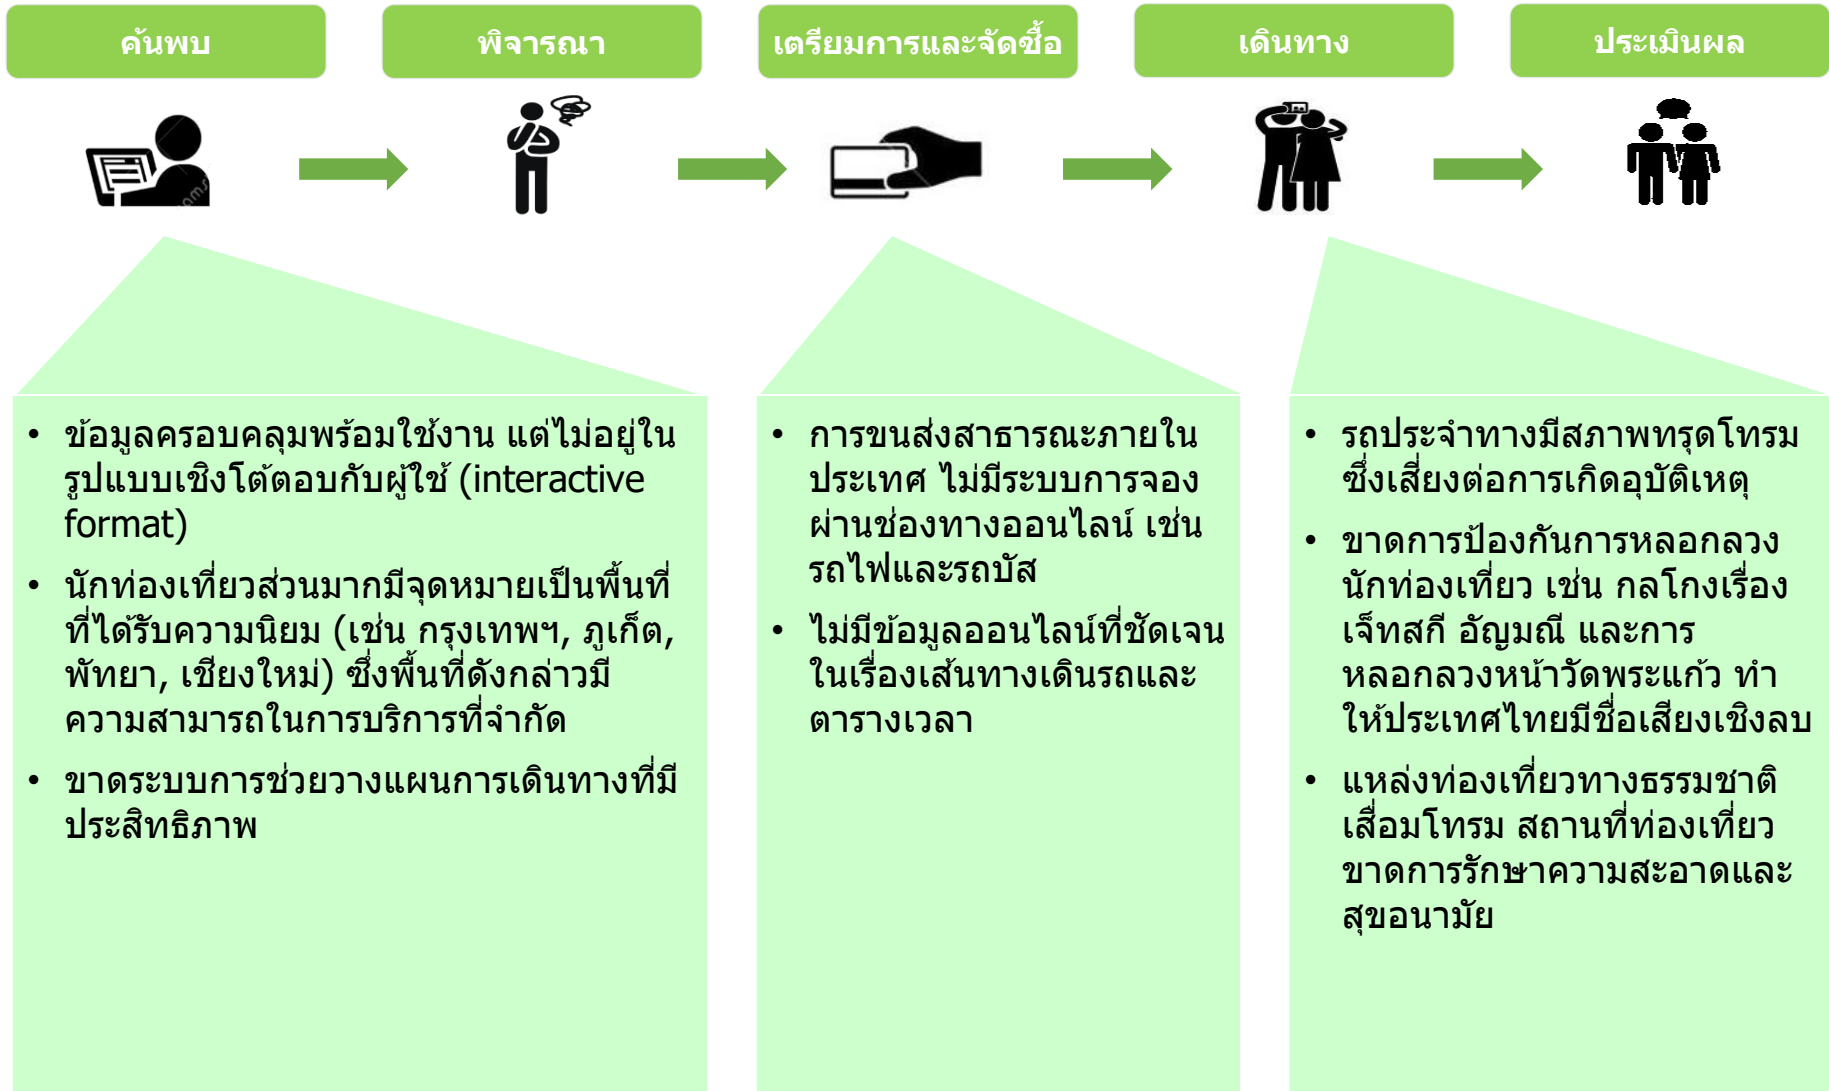 ค้นพบ
พิจารณา
เตรียมการและจัดซื้อ
เดินทาง
ประเมินผล
• ข้อมูลครอบคลุมพร้อมใช้งาน แต่ไม่อยู่ใน
รูปแบบเชิงโต้ตอบกับผู้ใช้ (interactive
format)
• นักท่องเที่ยวส่วนมากมีจุดหมายเป็นพื้นที่
ที่ได้รับความนิยม (เช่น กรุงเทพฯ, ภูเก็ต,
พัทยา, เชียงใหม่) ซึ่งพื้นที่ดังกล่าวมี
ความสามารถในการบริการที่จำกัด
• ขาดระบบการช่วยวางแผนการเดินทางที่มี
ประสิทธิภาพ
• การขนส่งสาธารณะภายใน
ประเทศ ไม่มีระบบการจอง
ผ่านช่องทางออนไลน์ เช่น
รถไฟและรถบัส
• ไม่มีข้อมูลออนไลน์ที่ชัดเจน
ในเรื่องเส้นทางเดินรถและ
ตารางเวลา
• รถประจำทางมีสภาพทรุดโทรม
ซึ่งเสี่ยงต่อการเกิดอุบัติเหตุ
• ขาดการป้องกันการหลอกลวง
นักท่องเที่ยว เช่น กลโกงเรื่อง
เจ็ทสกี อัญมณี และการ
หลอกลวงหน้าวัดพระแก้ว ทำ
ให้ประเทศไทยมีชื่อเสียงเชิงลบ
• แหล่งท่องเที่ยวทางธรรมชาติ
เสื่อมโทรม สถานที่ท่องเที่ยว
ขาดการรักษาความสะอาดและ
สุขอนามัย